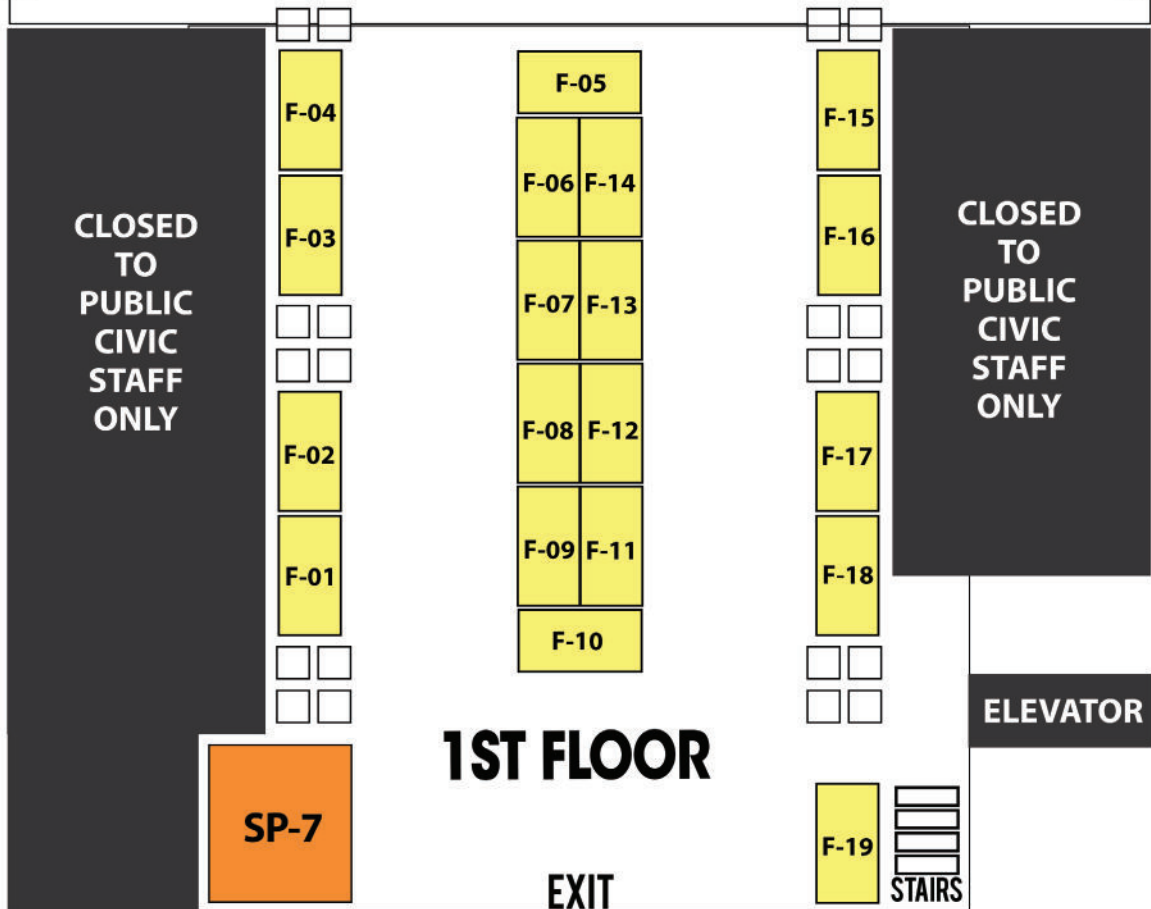 F-05
F-04
F-15
F-06
F-14
F-03
F-16
CLOSED
TO
PUBLIC
CIVIC
STAFF
ONLY
CLOSED
TO
PUBLIC
CIVIC
STAFF
ONLY
F-07
F-13
F-02
F-08
F-12
F-17
F-01
F-09
F-11
F-18
F-10
ELEVATOR
1ST FLOOR
SP-7
F-19
EXIT
STAIRS